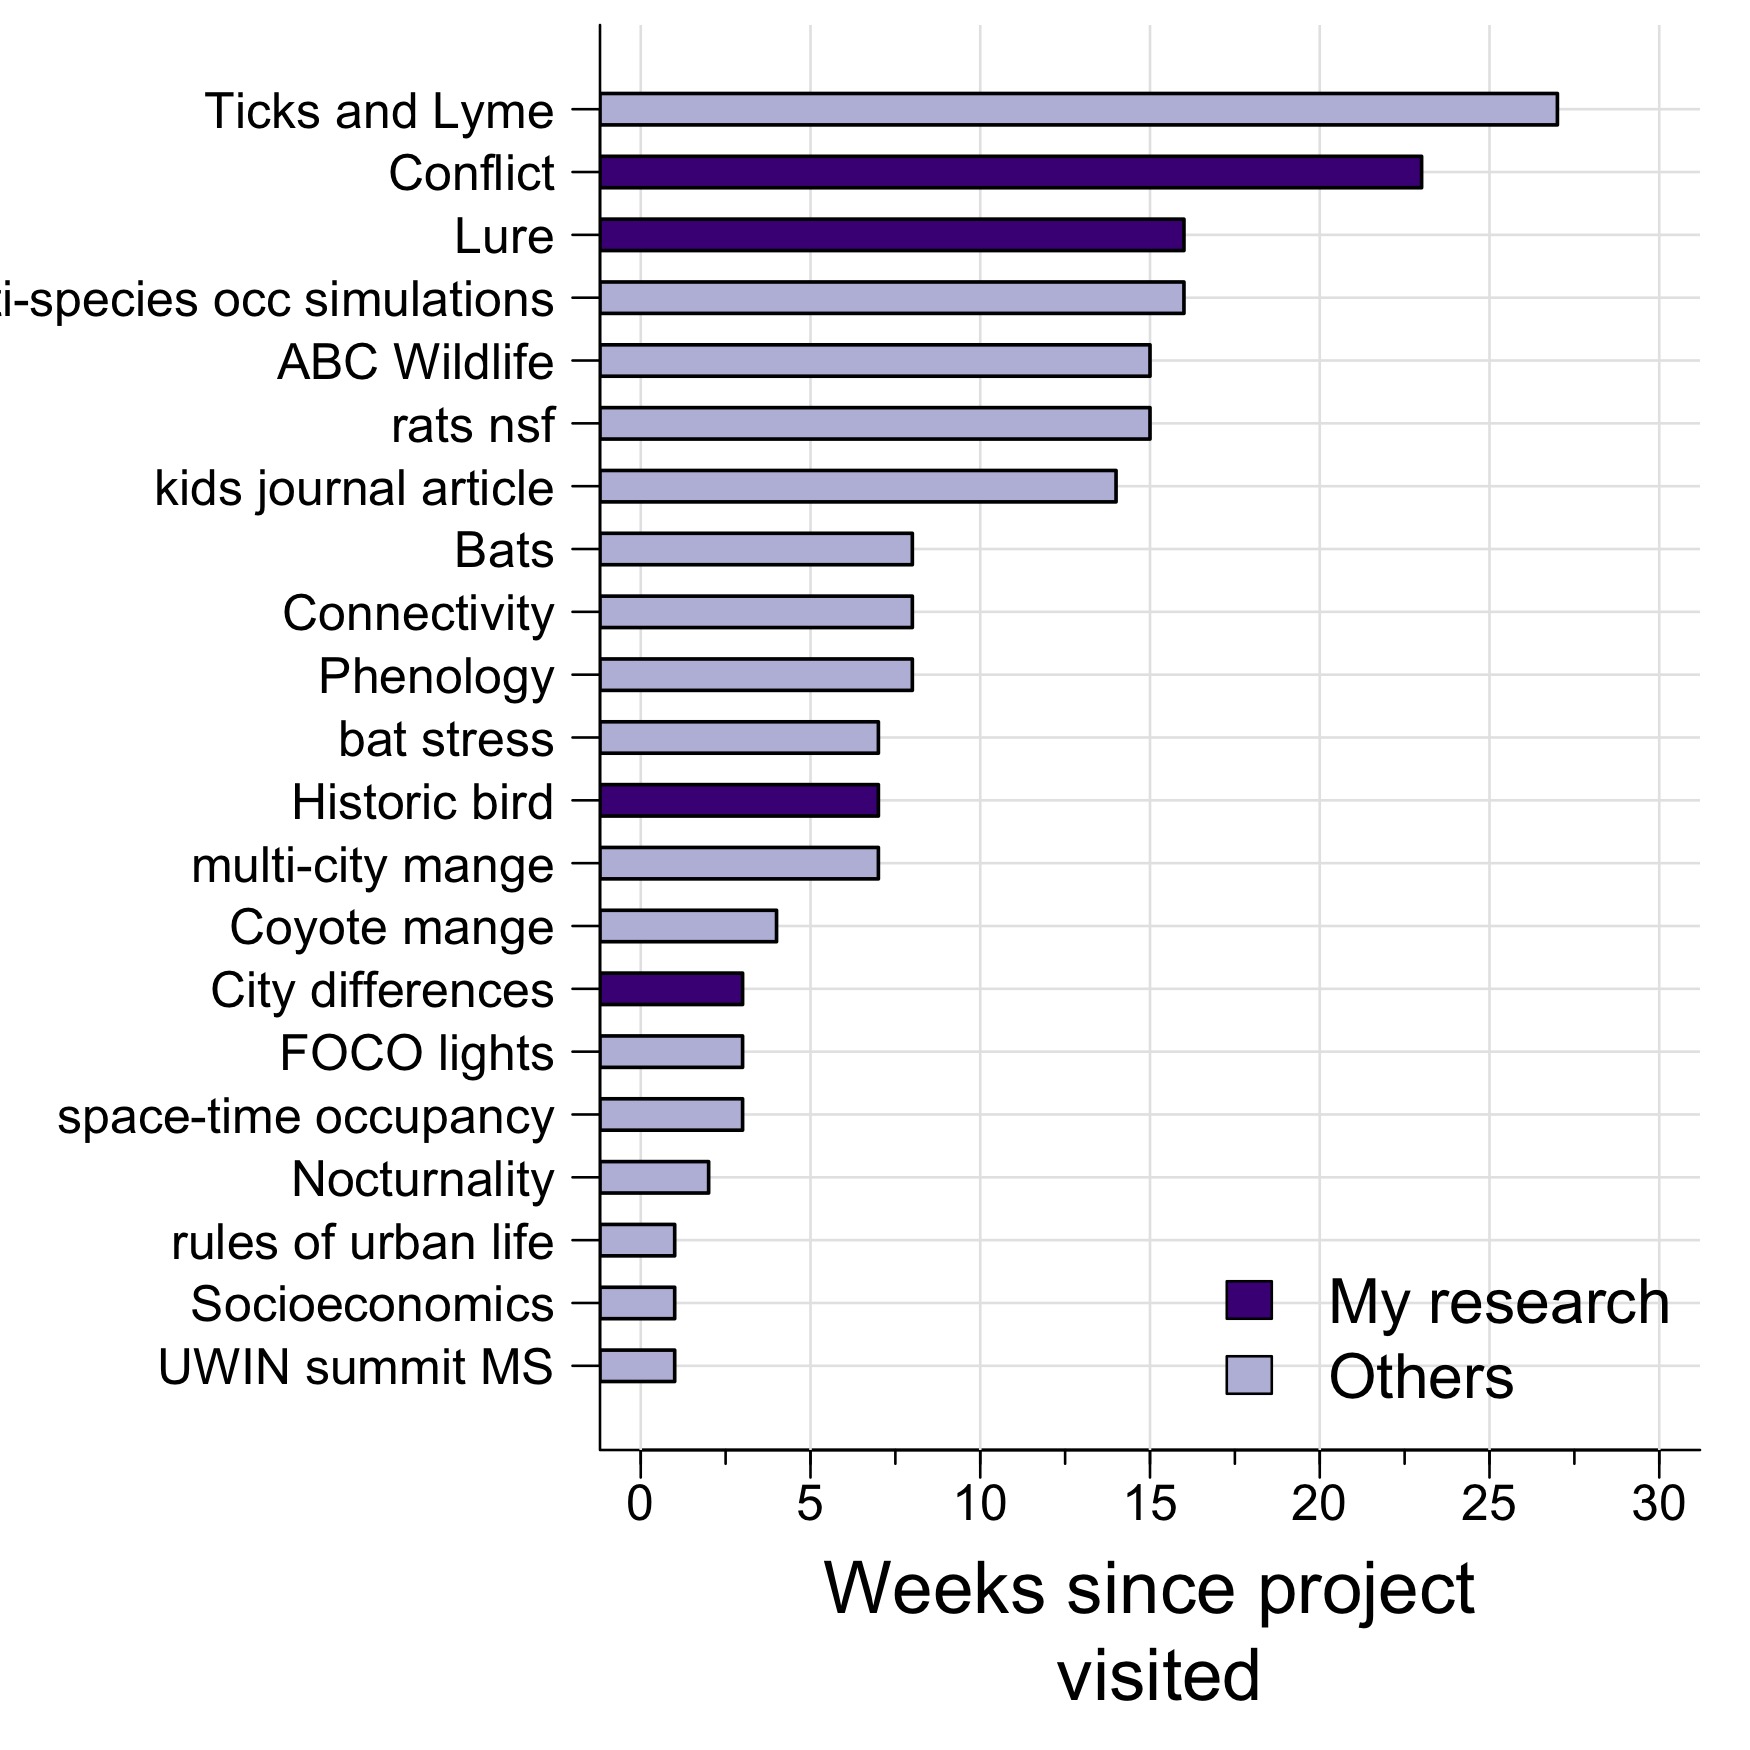 Ticks and Lyme
Conflict
Lure
i-species occ simulations
ABC Wildlife
rats nsf
kids journal article
Bats
Connectivity
Phenology
bat stress
Historic bird
multi-city mange
Coyote mange
City differences
FOCO lights
space-time occupancy
Nocturnality
rules of urban life
Socioeconomics
UWIN summit MS
My research
Others
0 5 10 15 20 25 30
Weeks since project
visited